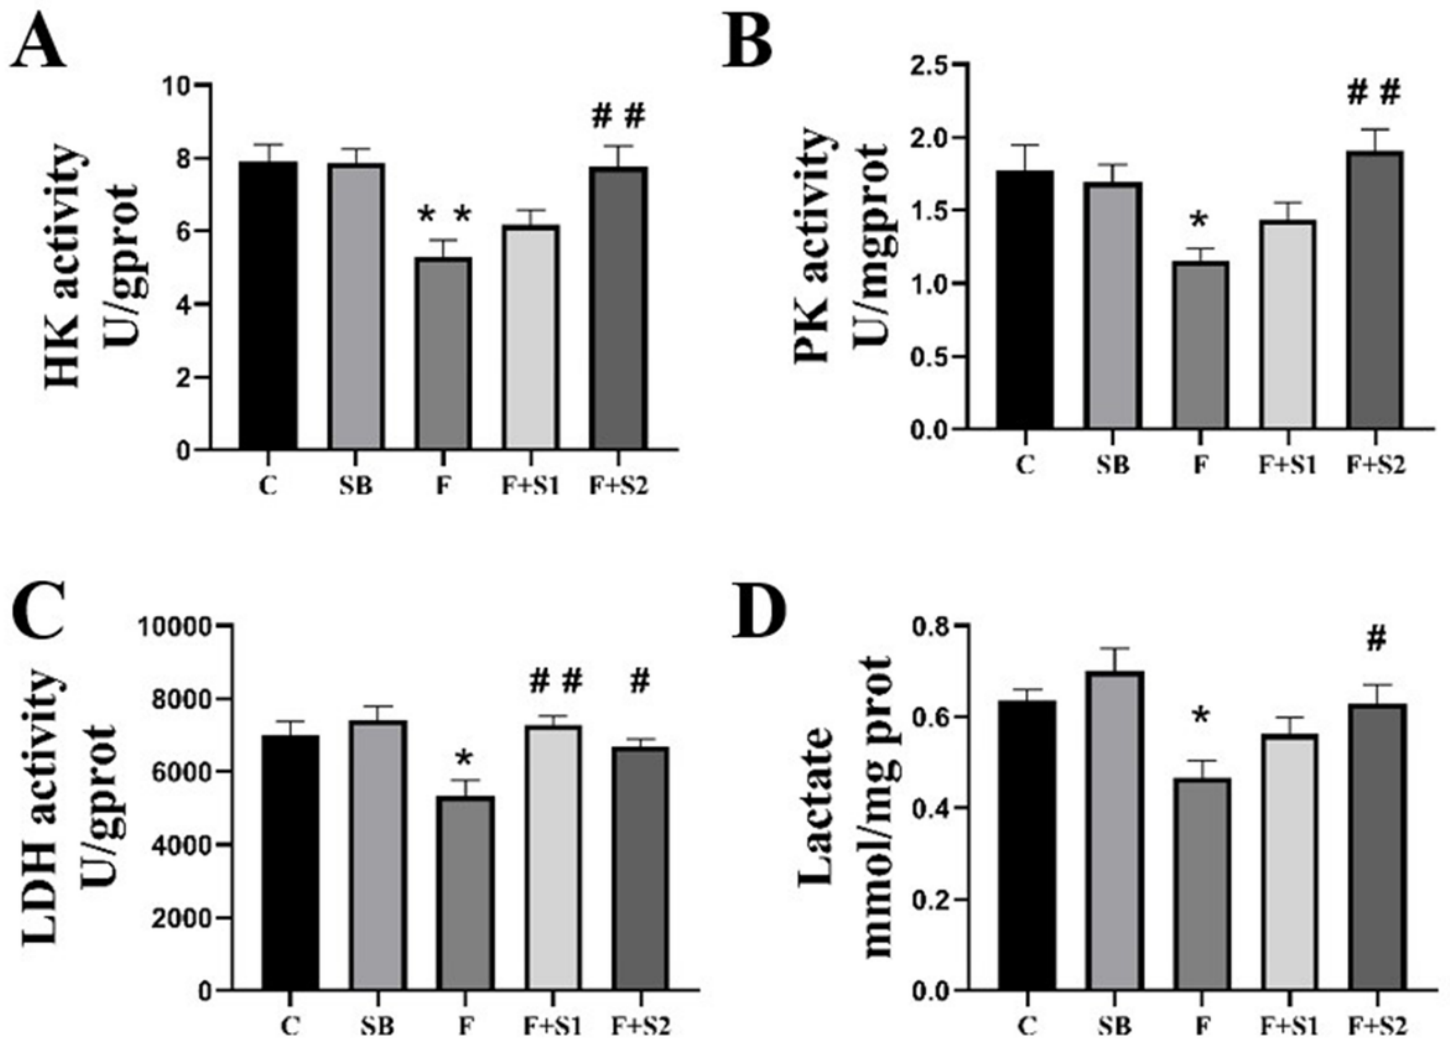 A
HK activity
U/gprot
10
8
6
4
2
0
* *
# #
C SB F F+S1 F+S2
B
PK activity
U/mgprot
2.5
2.0
1.5
1.0
0.5
0.0
*
# #
C SB F F+S1 F+S2
C
LDH activity
U/gprot
10000
8000
6000
4000
2000
0
*
# #
#
C SB F F+S1 F+S2
D
Lactate
mmol/mg prot
0.8
0.6
0.4
0.2
0.0
*
#
C SB F F+S1 F+S2